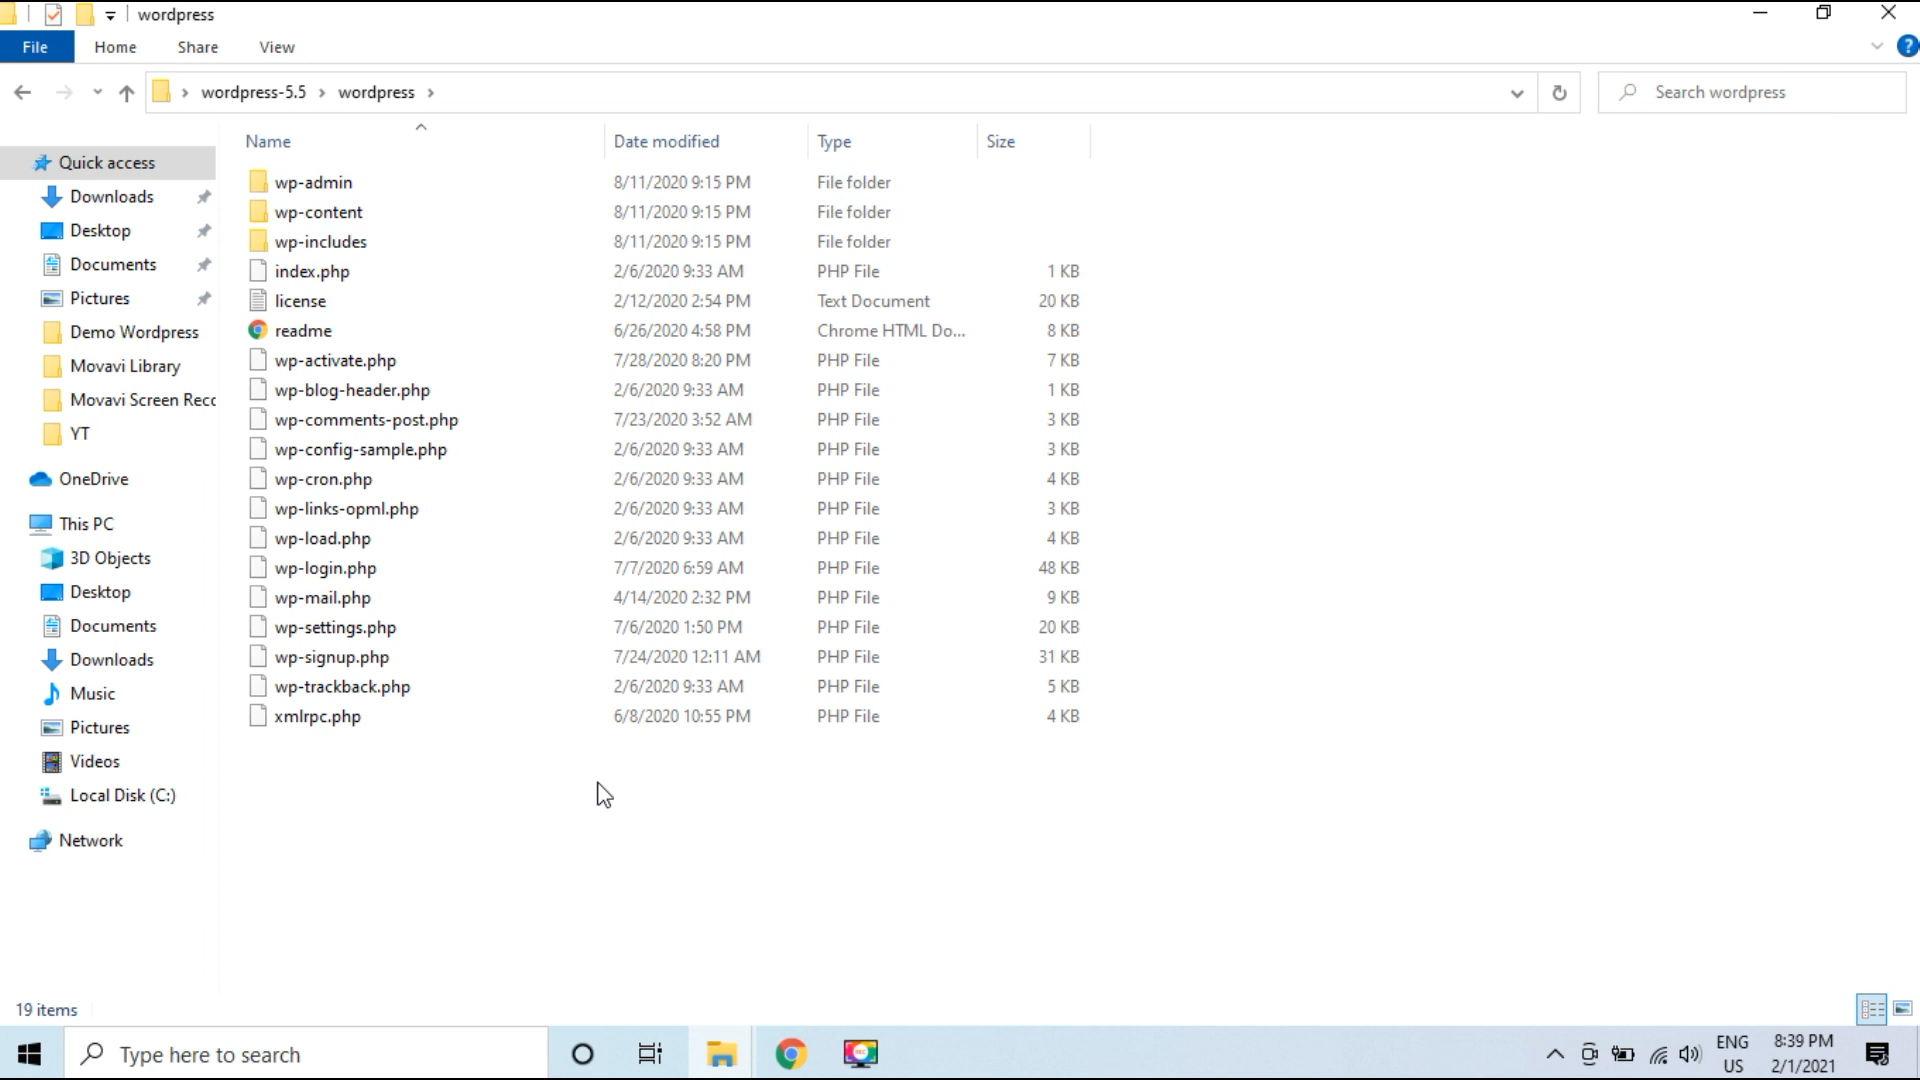 wordpress
File Home Share View
wordpress-5.5 wordpress
Search wordpress
Name Date modified Type Size
Quick access
Downloads
Desktop
Documents
Pictures
Demo Wordpress
Movavi Library
Movavi Screen Recc
YT
OneDrive
This PC
3D Objects
Desktop
Documents
Downloads
Music
Pictures
Videos
Local Disk (C:)
Network
wp-admin 8/11/2020 9:15 PM File folder
wp-content 8/11/2020 9:15 PM File folder
wp-includes 8/11/2020 9:15 PM File folder
index.php 2/6/2020 9:33 AM PHP File 1 KB
license 2/12/2020 2:54 PM Text Document 20 KB
readme 6/26/2020 4:58 PM Chrome HTML Do... 8 KB
wp-activate.php 7/28/2020 8:20 PM PHP File 7 KB
wp-blog-header.php 2/6/2020 9:33 AM PHP File 1 KB
wp-comments-post.php 7/23/2020 3:52 AM PHP File 3 KB
wp-config-sample.php 2/6/2020 9:33 AM PHP File 3 KB
wp-cron.php 2/6/2020 9:33 AM PHP File 4 KB
wp-links-opml.php 2/6/2020 9:33 AM PHP File 3 KB
wp-load.php 2/6/2020 9:33 AM PHP File 4 KB
wp-login.php 7/7/2020 6:59 AM PHP File 48 KB
wp-mail.php 4/14/2020 2:32 PM PHP File 9 KB
wp-settings.php 7/6/2020 1:50 PM PHP File 20 KB
wp-signup.php 7/24/2020 12:11 AM PHP File 31 KB
wp-trackback.php 2/6/2020 9:33 AM PHP File 5 KB
xmlrpc.php 6/8/2020 10:55 PM PHP File 4 KB
19 items
Type here to search
ENG
US
8:39 PM
2/1/2021